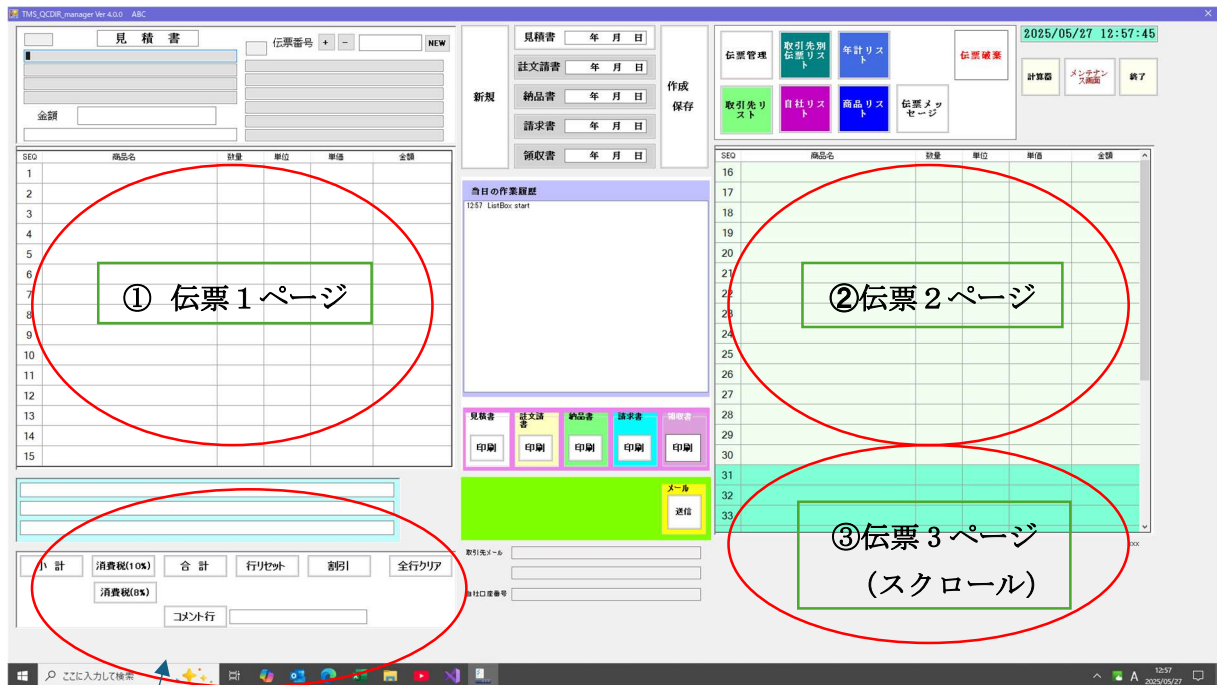 TMS_QCDIR_manager Ver 4.0.0 ABC
見 積 書
伝票番号 + - NEW
金額
SEQ 商品名 数量 単位 単価 金額
1
2
3
4
5
6
7
8
9
10
11
12
13
14
15
① 伝票1ページ
小 計 消費税(10%) 合 計 行リセット 割引 全行クリア
消費税(8%)
コメント行
新規
見積書 年 月 日
註文請書 年 月 日
納品書 年 月 日
請求書 年 月 日
領収書 年 月 日
作成
保存
当日の作業履歴
12:57 ListBox start
見積書 印刷
註文請書 印刷
納品書 印刷
請求書 印刷
領収書 印刷
メール
送信
取引先メール
自社口座番号
伝票管理
取引先別伝票リスト
年計リスト
伝票破棄
取引先リスト
自社リスト
商品リスト
伝票メッセージ
2025/05/27 12:57:45
計算器
メンテナンス画面
終了
SEQ 商品名 数量 単位 単価 金額
16
17
18
19
20
21
22
23
24
25
26
27
28
29
30
31
32
33
②伝票2ページ
③伝票3ページ
(スクロール)
ここに入力して検索
A
12:57
2025/05/27